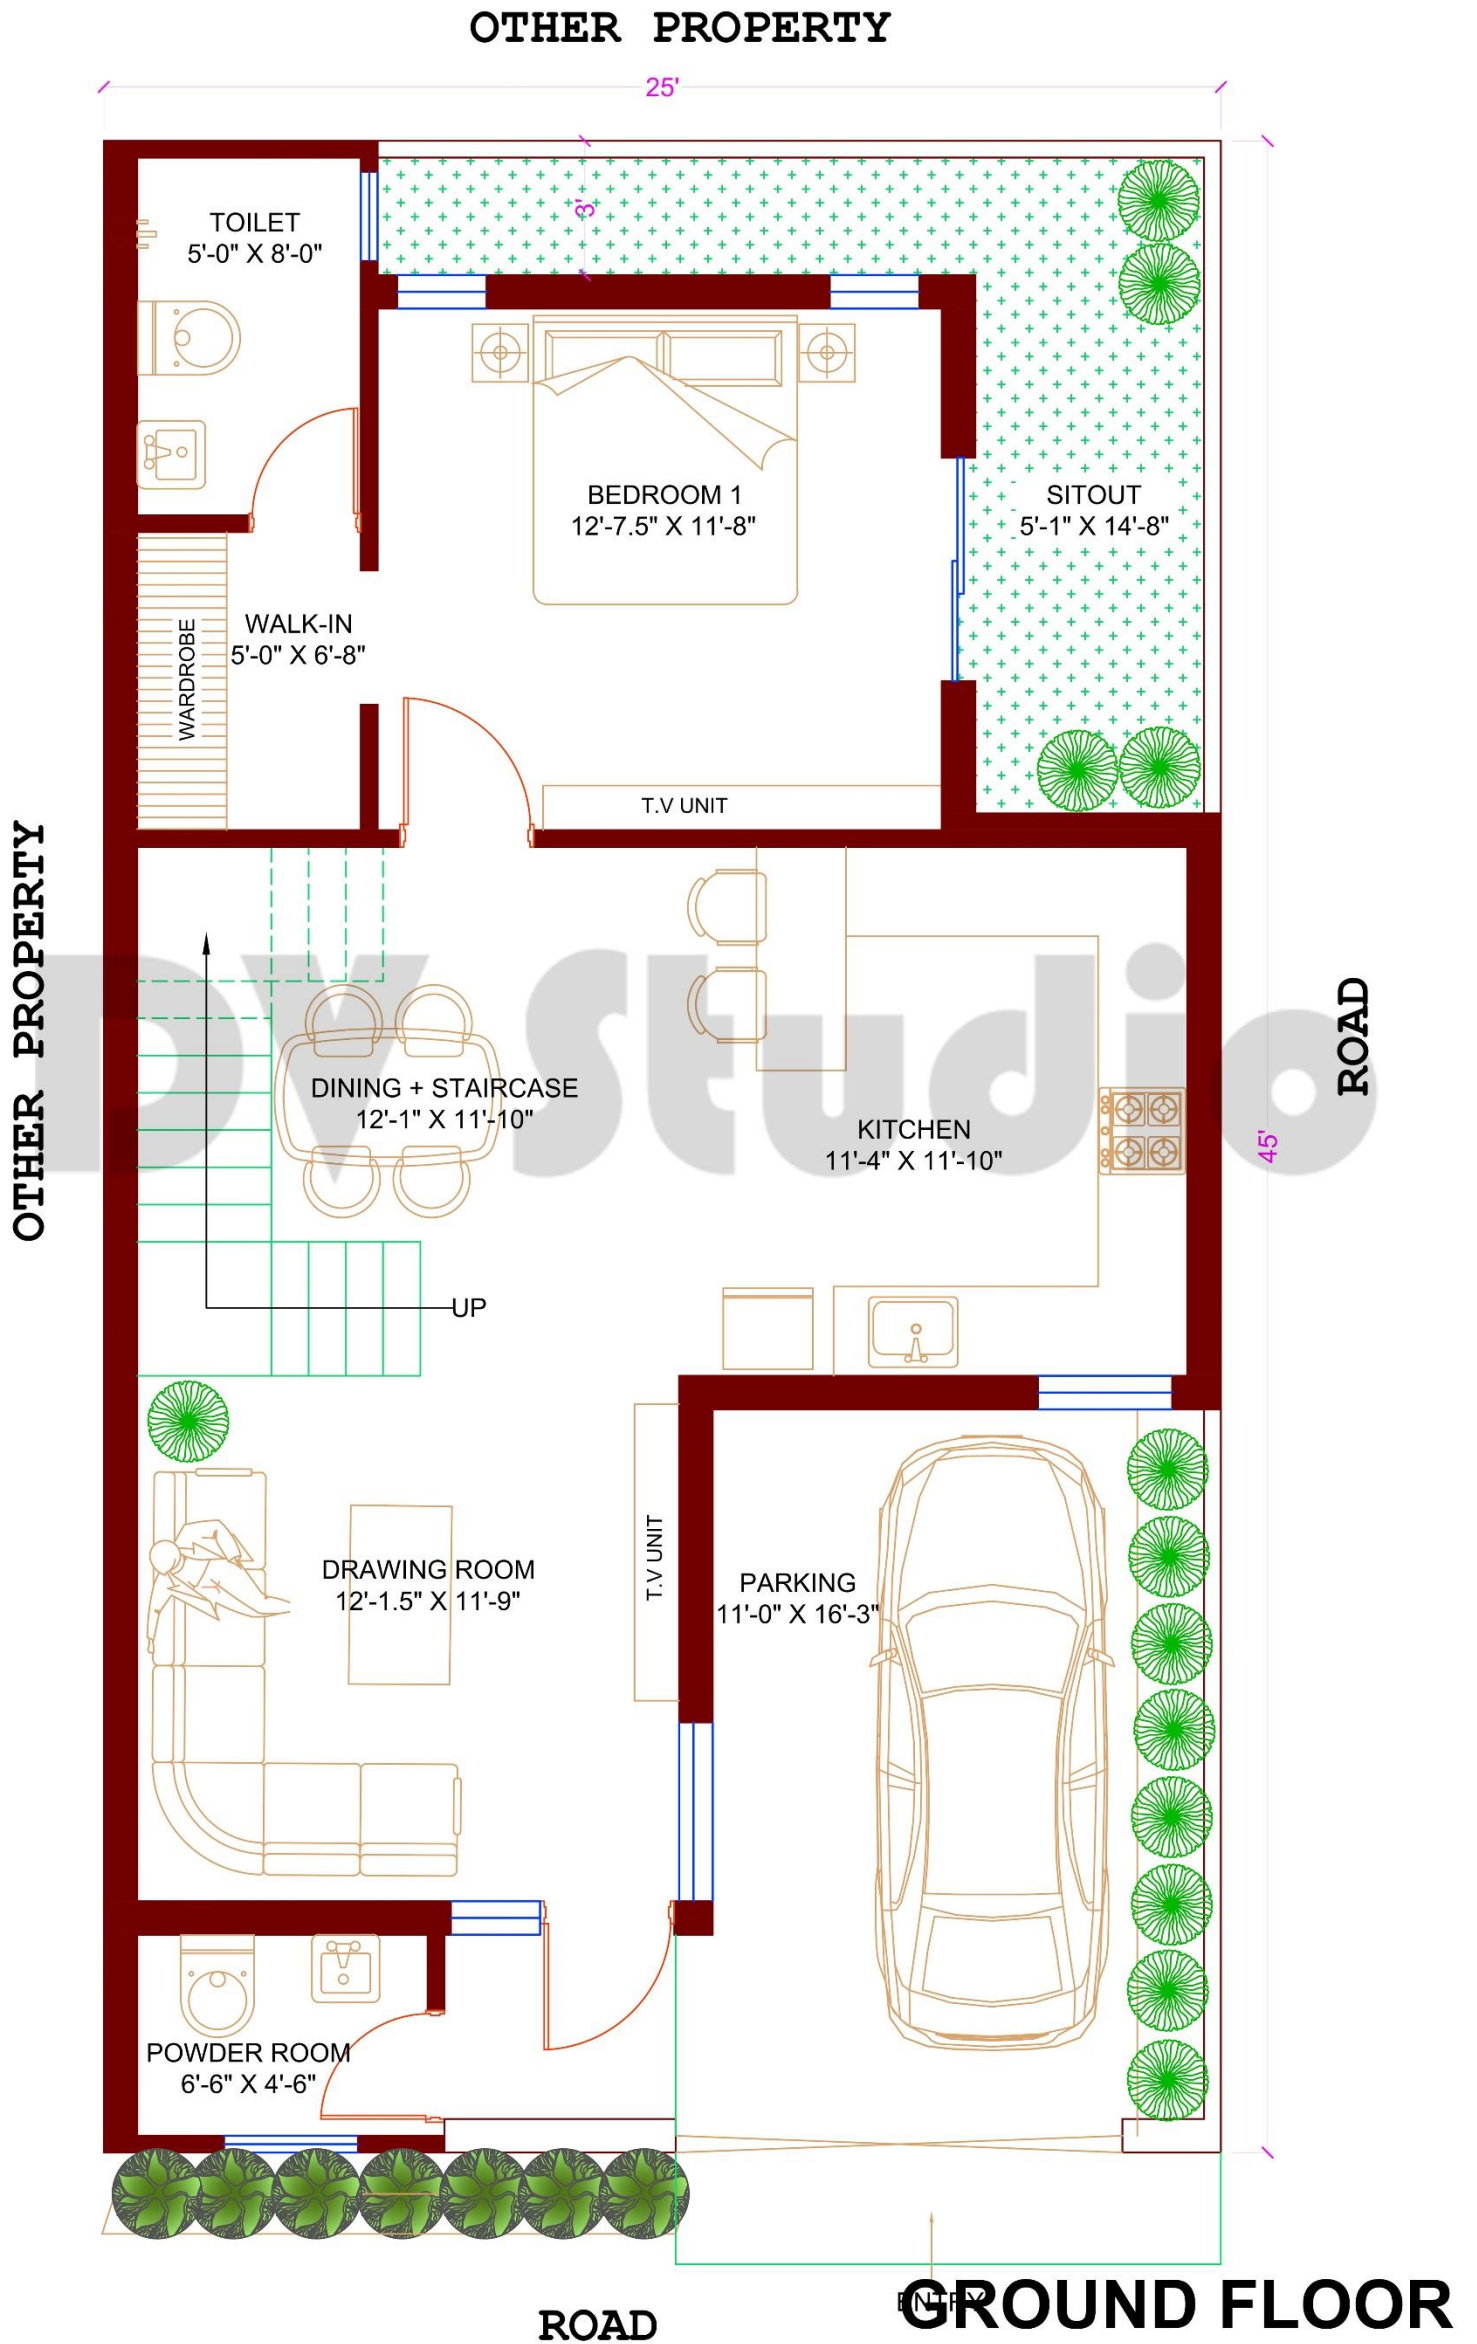 OTHER PROPERTY
25'
3'
TOILET
5'-0" X 8'-0"
BEDROOM 1
12'-7.5" X 11'-8"
SITOUT
5'-1" X 14'-8"
WALK-IN
5'-0" X 6'-8"
WARDROBE
T.V UNIT
OTHER PROPERTY
DV Studio
ROAD
45'
DINING + STAIRCASE
12'-1" X 11'-10"
KITCHEN
11'-4" X 11'-10"
UP
DRAWING ROOM
12'-1.5" X 11'-9"
T.V UNIT
PARKING
11'-0" X 16'-3"
POWDER ROOM
6'-6" X 4'-6"
ENTRY
GROUND FLOOR
ROAD